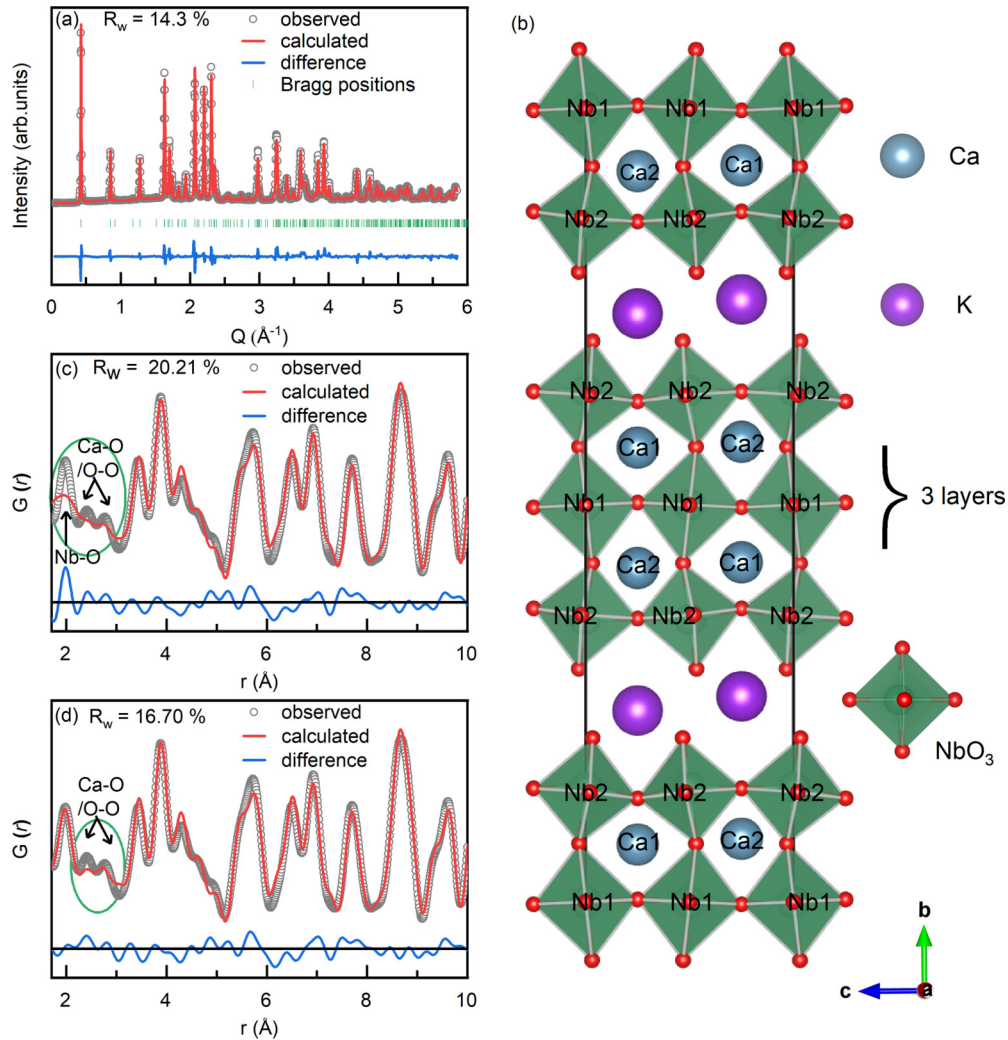 (a)
R_w = 14.3 %
observed
calculated
difference
Bragg positions
Intensity (arb.units)
0 1 2 3 4 5 6
Q (Å⁻¹)
(c)
R_W = 20.21 %
observed
calculated
difference
Ca-O
/O-O
Nb-O
G (r)
2 4 6 8 10
r (Å)
(d)
R_w = 16.70 %
observed
calculated
difference
Ca-O
/O-O
G (r)
2 4 6 8 10
r (Å)
(b)
Nb1 Nb1 Nb1
Ca2 Ca1
Nb2 Nb2 Nb2
Nb2 Nb2 Nb2
Ca1 Ca2
Nb1 Nb1 Nb1
Ca2 Ca1
Nb2 Nb2 Nb2
Nb2 Nb2 Nb2
Ca1 Ca2
Nb1 Nb1 Nb1
Ca
K
3 layers
NbO₃
b
c a